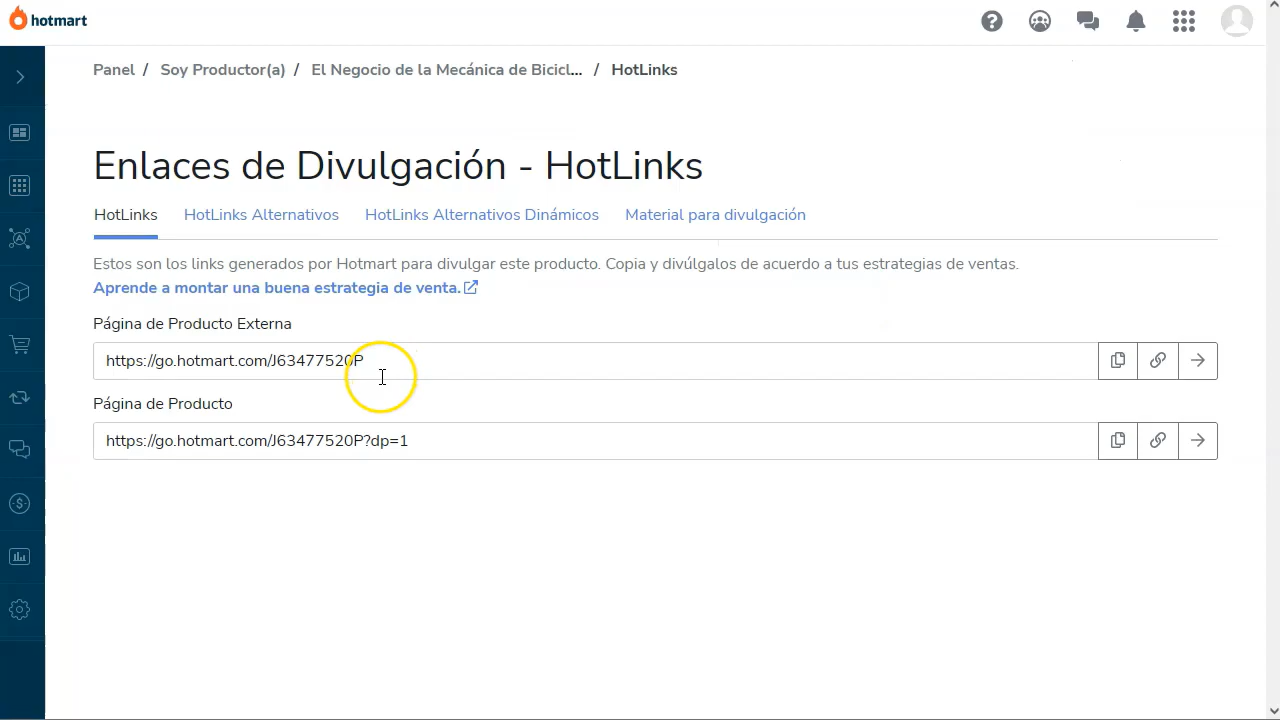 hotmart
Panel / Soy Productor(a) / El Negocio de la Mecánica de Bicicl... / HotLinks
Enlaces de Divulgación - HotLinks
HotLinks HotLinks Alternativos HotLinks Alternativos Dinámicos Material para divulgación
Estos son los links generados por Hotmart para divulgar este producto. Copia y divúlgalos de acuerdo a tus estrategias de ventas.
Aprende a montar una buena estrategia de venta.
Página de Producto Externa
https://go.hotmart.com/J63477520P
Página de Producto
https://go.hotmart.com/J63477520P?dp=1